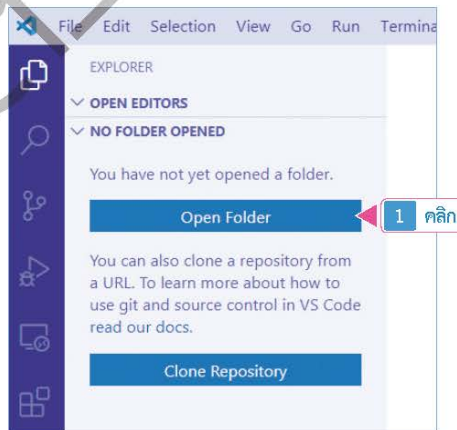 File Edit Selection View Go Run Termina
EXPLORER
OPEN EDITORS
NO FOLDER OPENED
You have not yet opened a folder.
Open Folder
1 คลิก
You can also clone a repository from
a URL. To learn more about how to
use git and source control in VS Code
read our docs.
Clone Repository